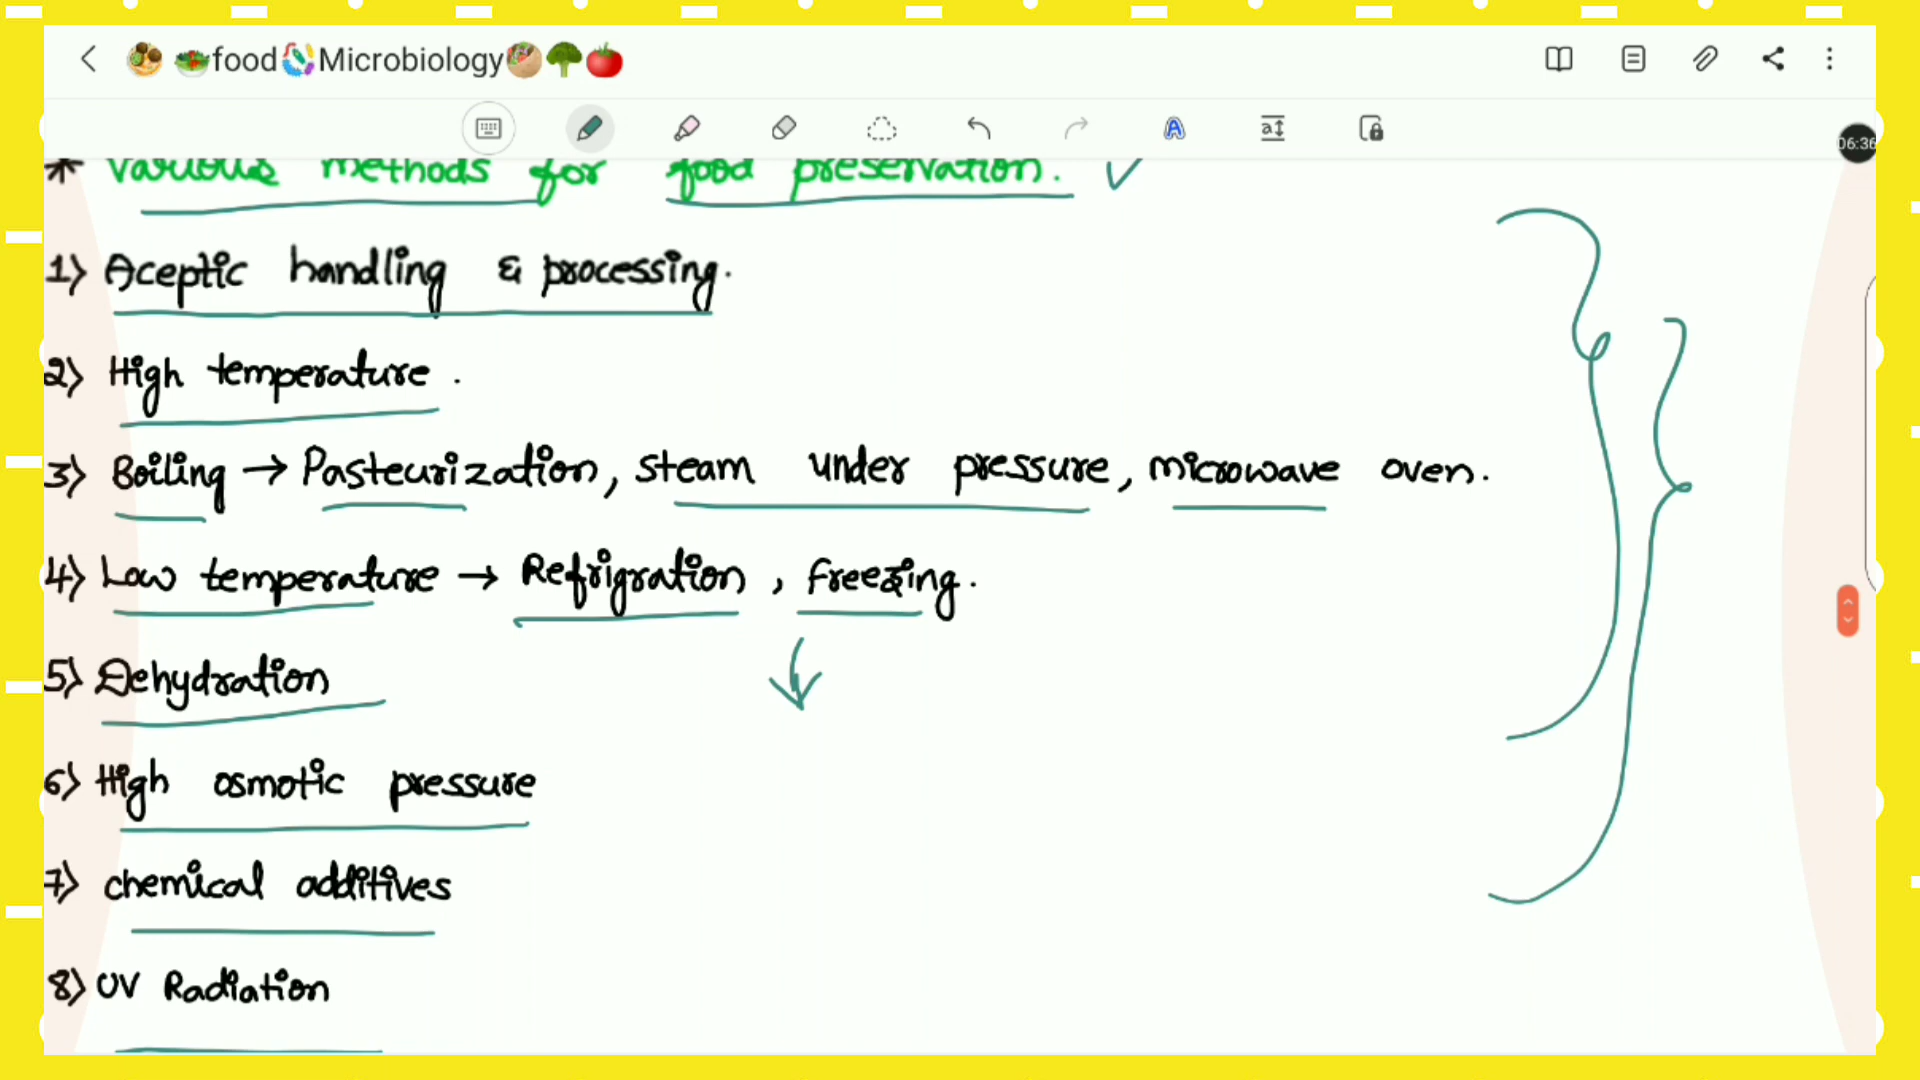 food Microbiology
06:36
* Various methods for food preservation.
1) Aceptic handling & processing.
2) High temperature.
3) Boiling → Pasteurization, steam under pressure, microwave oven.
4) Low temperature → Refrigration, freezing.
5) Dehydration
6) High osmotic pressure
7) chemical additives
8) UV Radiation